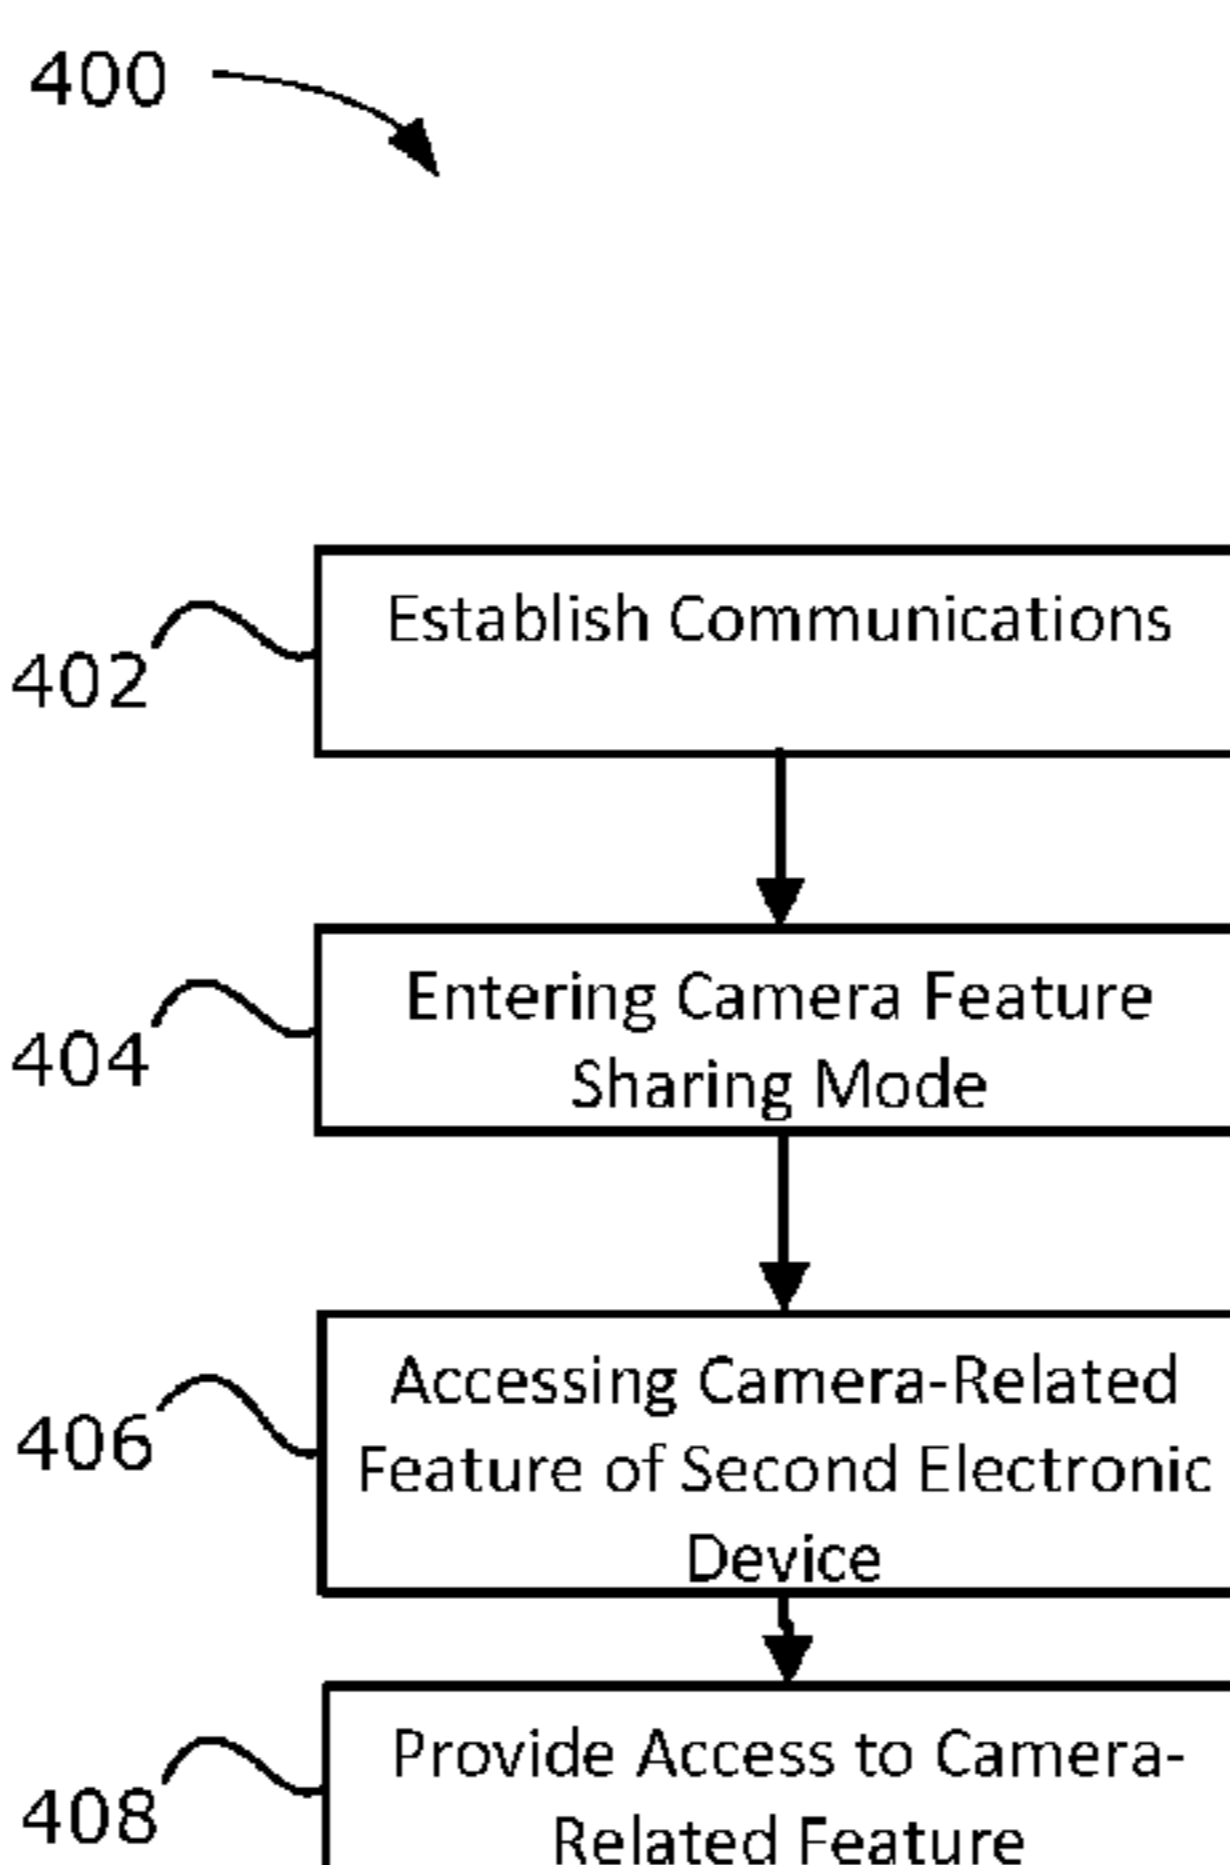 400
Establish Communications
402
Entering Camera Feature
Sharing Mode
404
Accessing Camera-Related
Feature of Second Electronic
Device
406
Provide Access to Camera-
Related Feature
408